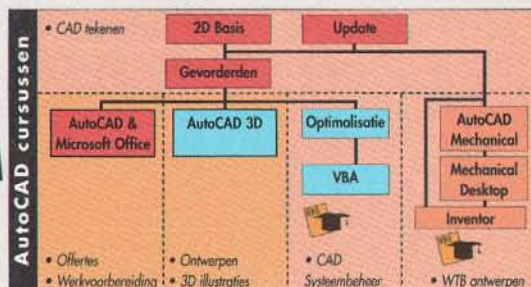 AutoCAD cursussen
• CAD tekenen
2D Basis
Update
Gevorderden
AutoCAD &
Microsoft Office
AutoCAD 3D
Optimalisatie
VBA
AutoCAD
Mechanical
Mechanical
Desktop
Inventor
• Offertes
• Werkvoorbereiding
• Ontwerpen
• 3D illustraties
• CAD
Systeembeheer
• WTB ontwerpen